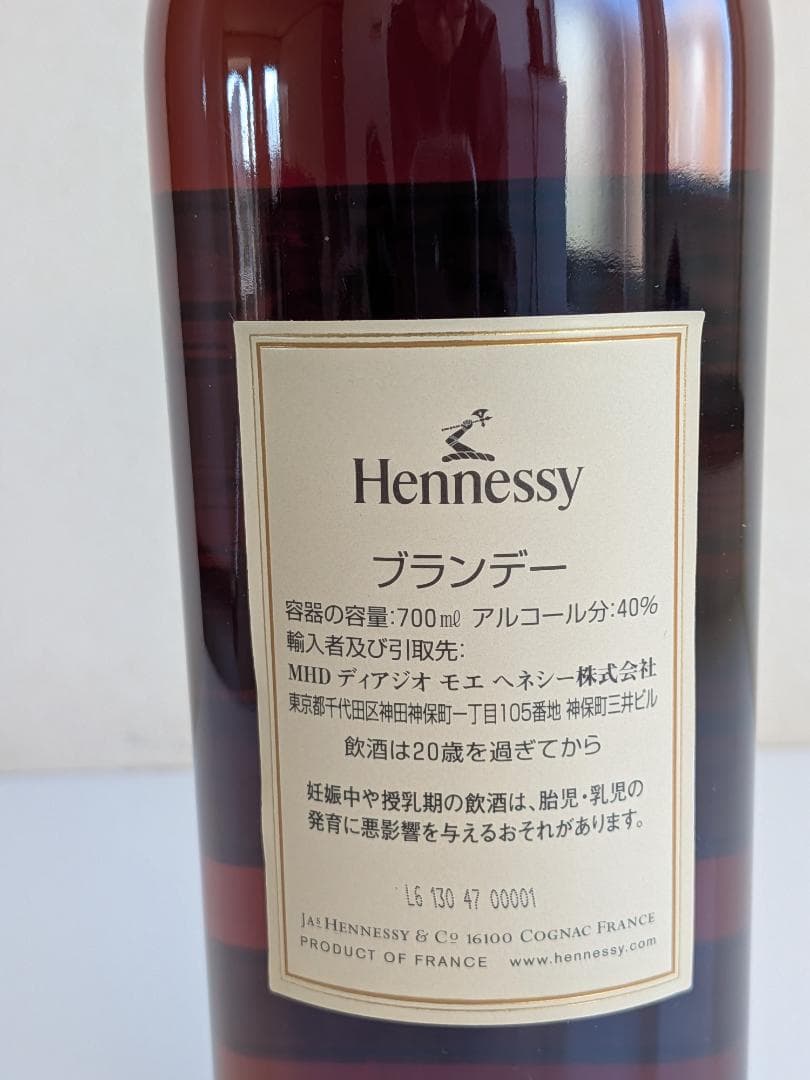 Hennessy
ブランデー
容器の容量:700㎖ アルコール分:40%
輸入者及び引取先:
MHD ディアジオ モエ ヘネシー株式会社
東京都千代田区神田神保町一丁目105番地 神保町三井ビル
飲酒は20歳を過ぎてから
妊娠中や授乳期の飲酒は、胎児・乳児の
発育に悪影響を与えるおそれがあります。
L6 130 47 00001
JAS HENNESSY & CO 16100 COGNAC FRANCE
PRODUCT OF FRANCE www.hennessy.com